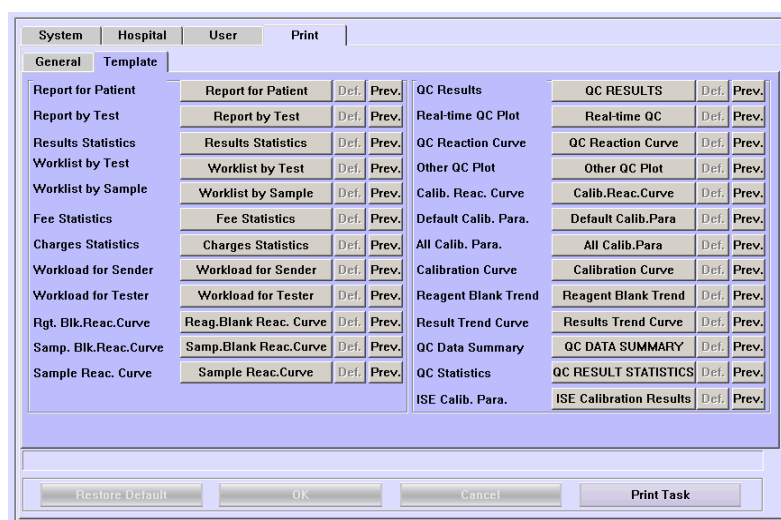 System Hospital User Print
General Template
Report for Patient Report for Patient Def. Prev. QC Results QC RESULTS Def. Prev.
Report by Test Report by Test Def. Prev. Real-time QC Plot Real-time QC Def. Prev.
Results Statistics Results Statistics Def. Prev. QC Reaction Curve QC Reaction Curve Def. Prev.
Worklist by Test Worklist by Test Def. Prev. Other QC Plot Other QC Plot Def. Prev.
Worklist by Sample Worklist by Sample Def. Prev. Calib. Reac. Curve Calib.Reac.Curve Def. Prev.
Fee Statistics Fee Statistics Def. Prev. Default Calib. Para. Default Calib.Para Def. Prev.
Charges Statistics Charges Statistics Def. Prev. All Calib. Para. All Calib.Para Def. Prev.
Workload for Sender Workload for Sender Def. Prev. Calibration Curve Calibration Curve Def. Prev.
Workload for Tester Workload for Tester Def. Prev. Reagent Blank Trend Reagent Blank Trend Def. Prev.
Rgt. Blk.Reac.Curve Reag.Blank Reac. Curve Def. Prev. Result Trend Curve Results Trend Curve Def. Prev.
Samp. Blk.Reac.Curve Samp.Blank Reac.Curve Def. Prev. QC Data Summary QC DATA SUMMARY Def. Prev.
Sample Reac. Curve Sample Reac.Curve Def. Prev. QC Statistics QC RESULT STATISTICS Def. Prev.
ISE Calib. Para. ISE Calibration Results Def. Prev.
Restore Default OK Cancel Print Task